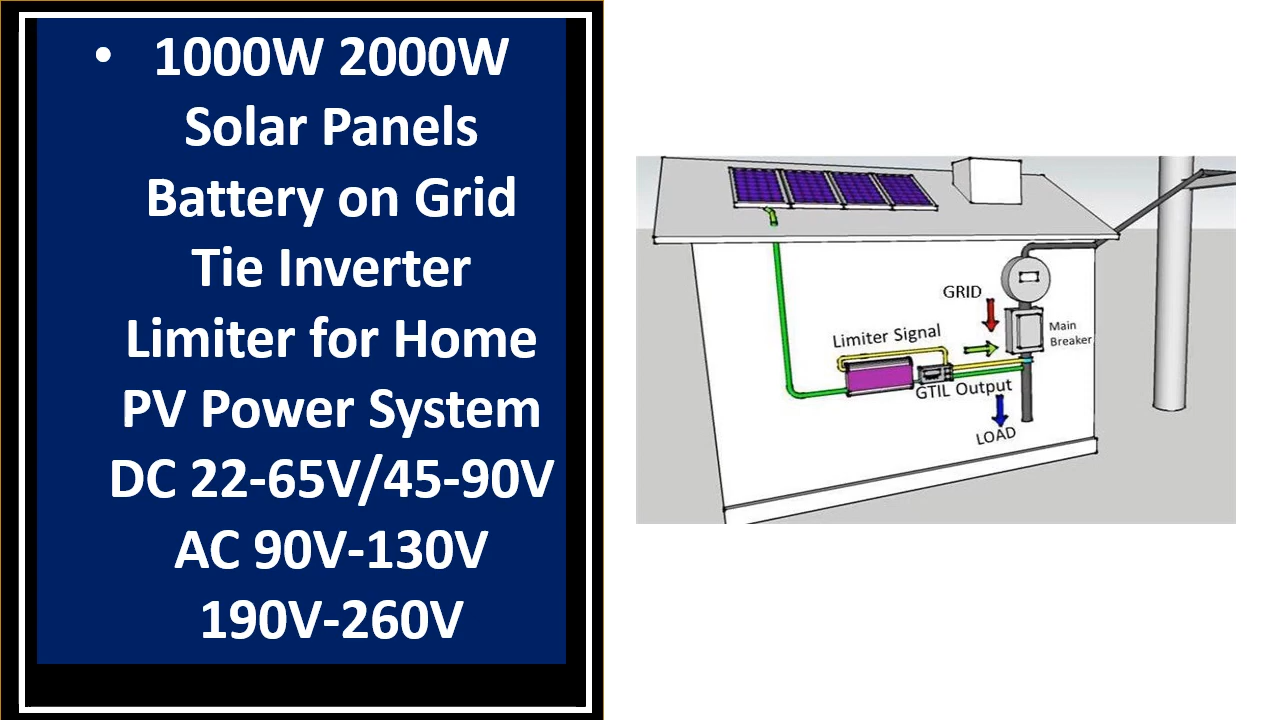 • 1000W 2000W
Solar Panels
Battery on Grid
Tie Inverter
Limiter for Home
PV Power System
DC 22-65V/45-90V
AC 90V-130V
190V-260V
GRID
Main
Breaker
Limiter Signal
GTIL Output
LOAD